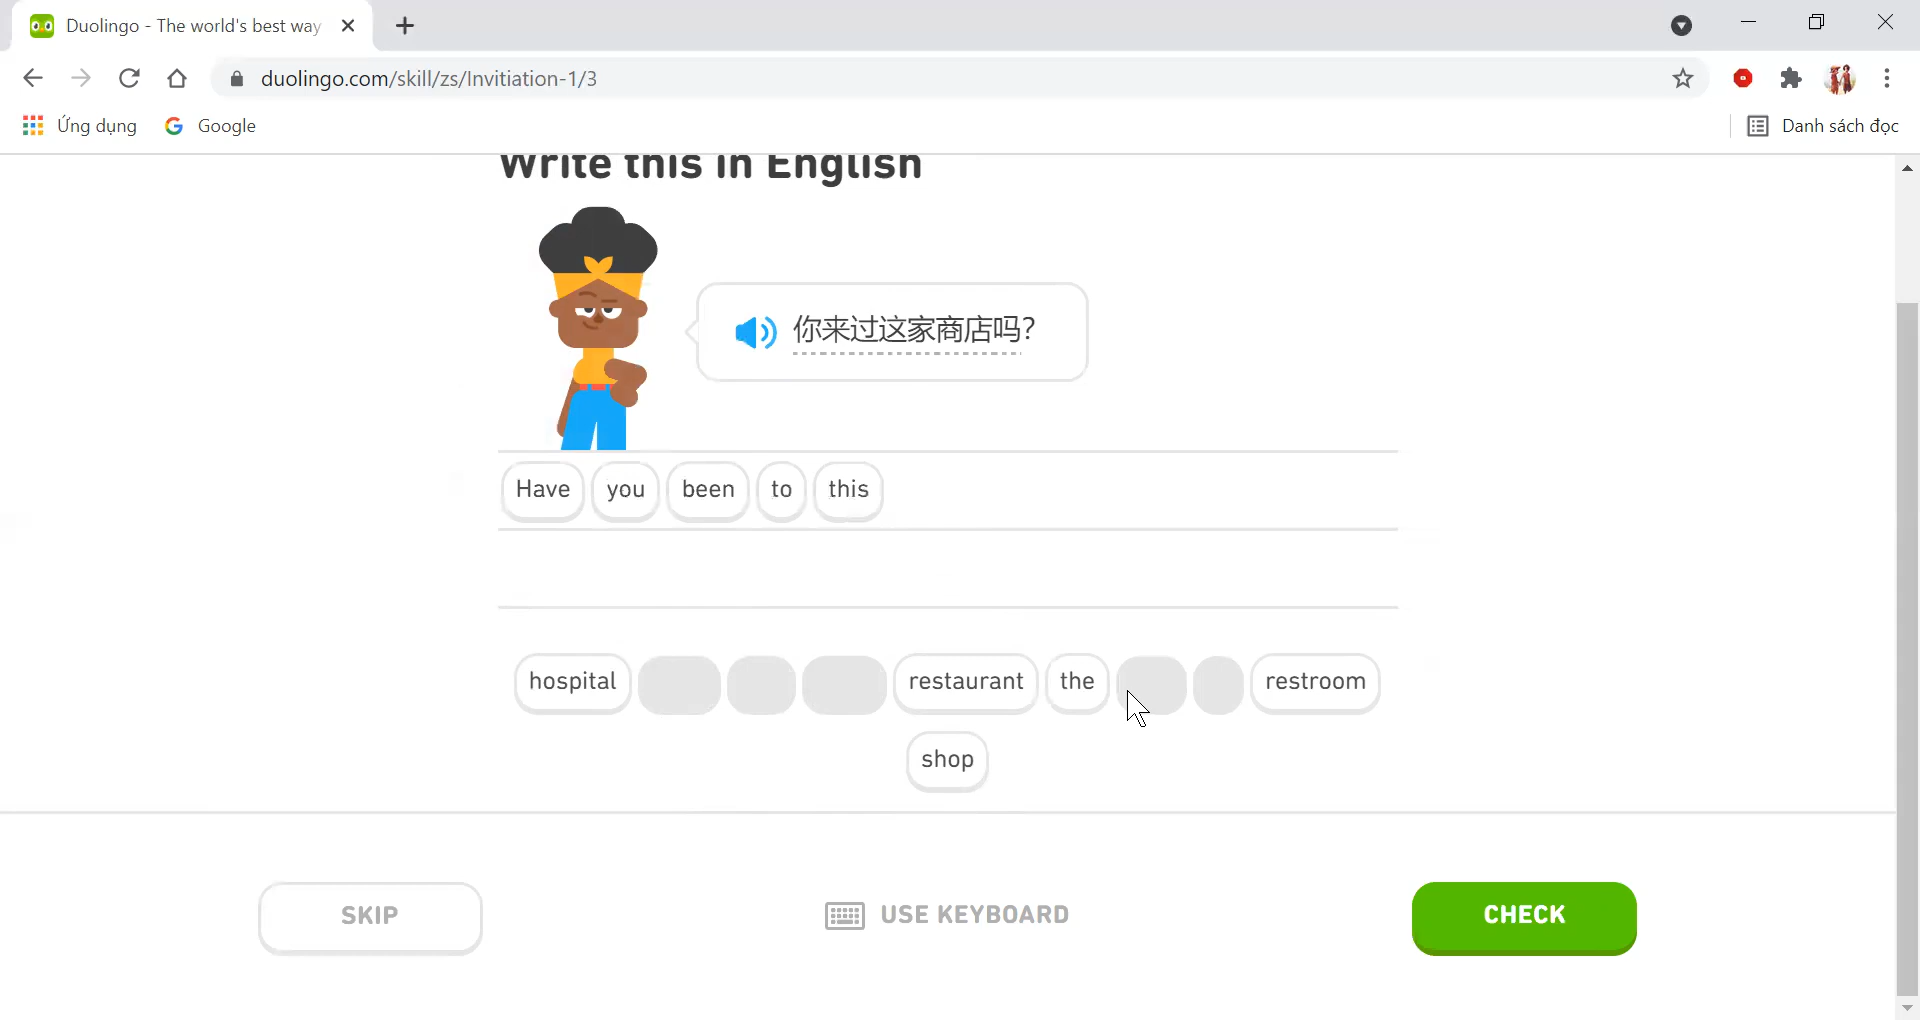 Duolingo - The world's best way
duolingo.com/skill/zs/Invitiation-1/3
Ứng dụng
Google
Danh sách đọc
Write this in English
你来过这家商店吗?
Have you been to this
hospital restaurant the restroom
shop
SKIP
USE KEYBOARD
CHECK